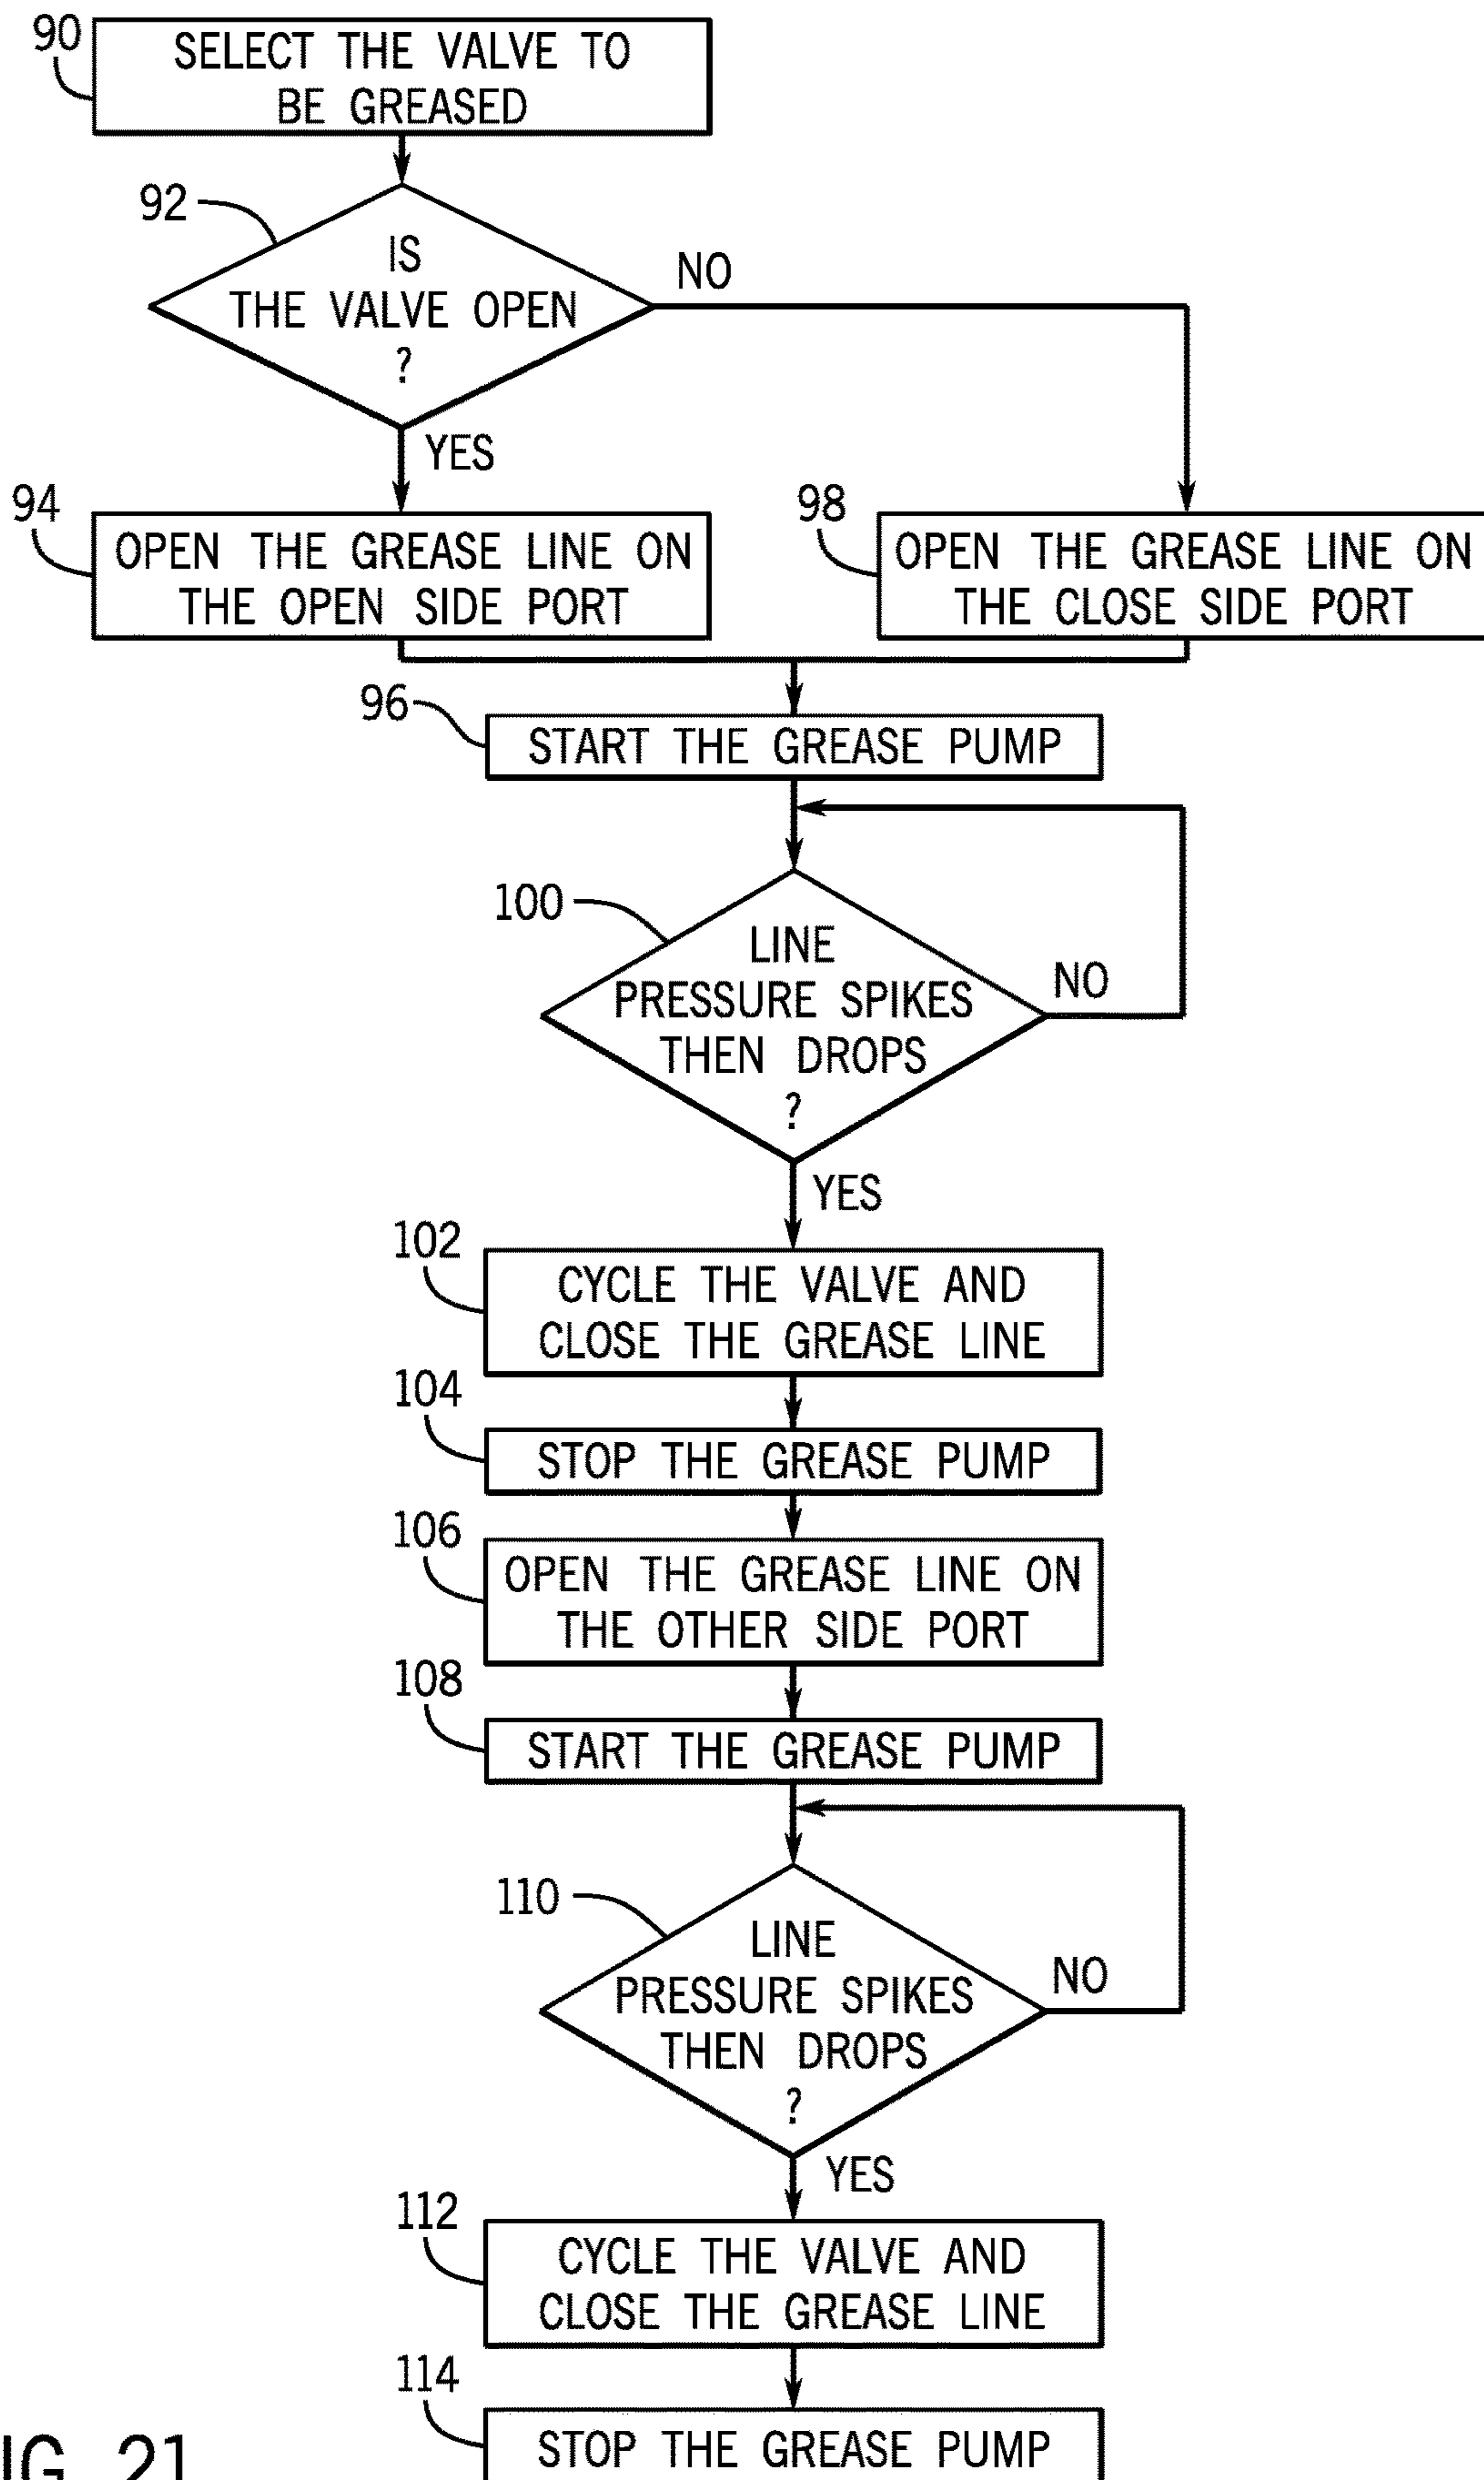 90
SELECT THE VALVE TO
BE GREASED
92
IS
THE VALVE OPEN
?
NO
YES
94
OPEN THE GREASE LINE ON
THE OPEN SIDE PORT
98
OPEN THE GREASE LINE ON
THE CLOSE SIDE PORT
96
START THE GREASE PUMP
100
LINE
PRESSURE SPIKES
THEN DROPS
?
NO
YES
102
CYCLE THE VALVE AND
CLOSE THE GREASE LINE
104
STOP THE GREASE PUMP
106
OPEN THE GREASE LINE ON
THE OTHER SIDE PORT
108
START THE GREASE PUMP
110
LINE
PRESSURE SPIKES
THEN DROPS
?
NO
YES
112
CYCLE THE VALVE AND
CLOSE THE GREASE LINE
114
STOP THE GREASE PUMP
IG. 21